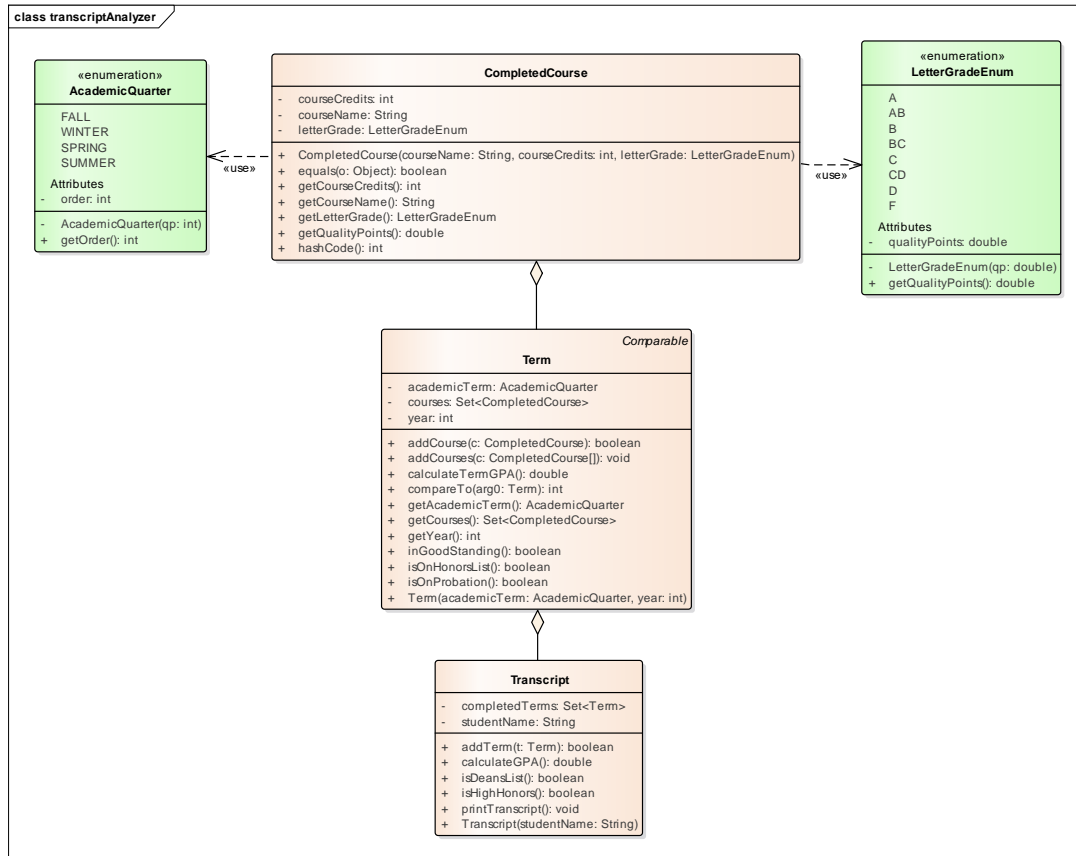 class transcriptAnalyzer
«enumeration»
AcademicQuarter
FALL
WINTER
SPRING
SUMMER
Attributes
- order: int
- AcademicQuarter(qp: int)
+ getOrder(): int
CompletedCourse
- courseCredits: int
- courseName: String
- letterGrade: LetterGradeEnum
+ CompletedCourse(courseName: String, courseCredits: int, letterGrade: LetterGradeEnum)
+ equals(o: Object): boolean
+ getCourseCredits(): int
+ getCourseName(): String
+ getLetterGrade(): LetterGradeEnum
+ getQualityPoints(): double
+ hashCode(): int
«enumeration»
LetterGradeEnum
A
AB
B
BC
C
CD
D
F
Attributes
- qualityPoints: double
- LetterGradeEnum(qp: double)
+ getQualityPoints(): double
«use»
«use»
Comparable
Term
- academicTerm: AcademicQuarter
- courses: Set<CompletedCourse>
- year: int
+ addCourse(c: CompletedCourse): boolean
+ addCourses(c: CompletedCourse[]): void
+ calculateTermGPA(): double
+ compareTo(arg0: Term): int
+ getAcademicTerm(): AcademicQuarter
+ getCourses(): Set<CompletedCourse>
+ getYear(): int
+ inGoodStanding(): boolean
+ isOnHonorsList(): boolean
+ isOnProbation(): boolean
+ Term(academicTerm: AcademicQuarter, year: int)
Transcript
- completedTerms: Set<Term>
- studentName: String
+ addTerm(t: Term): boolean
+ calculateGPA(): double
+ isDeansList(): boolean
+ isHighHonors(): boolean
+ printTranscript(): void
+ Transcript(studentName: String)